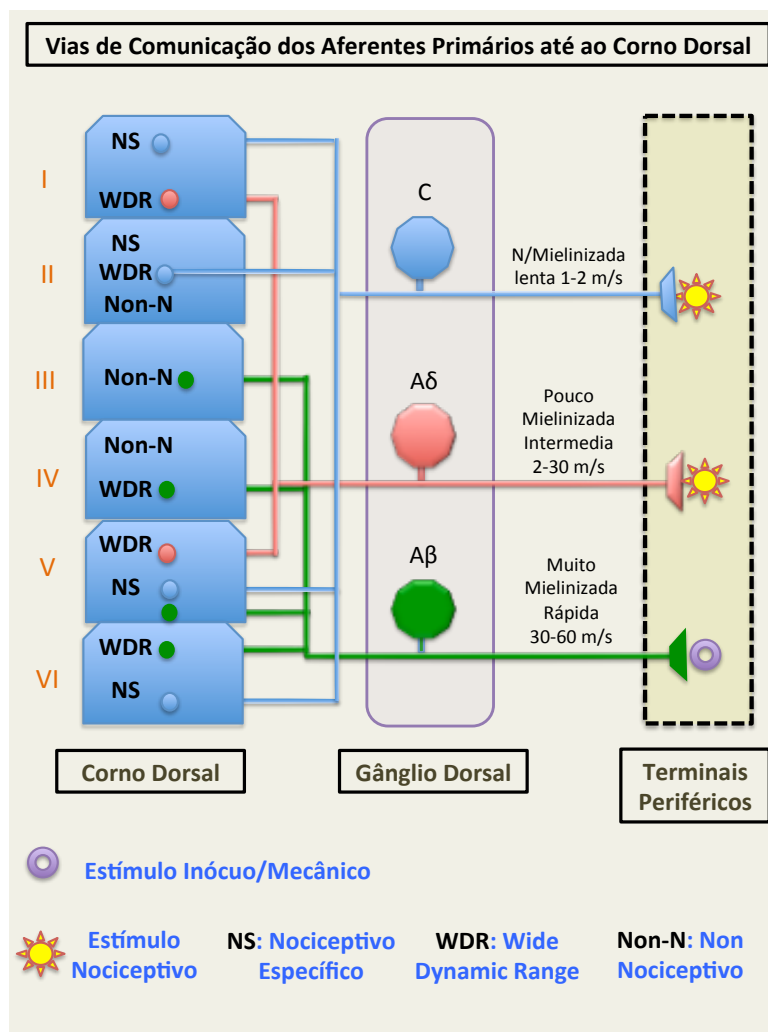 Vias de Comunicação dos Aferentes Primários até ao Corno Dorsal
I
NS
WDR
II
NS
WDR
Non-N
III
Non-N
IV
Non-N
WDR
V
WDR
NS
VI
WDR
NS
C
N/Mielinizada
lenta 1-2 m/s
Aδ
Pouco
Mielinizada
Intermedia
2-30 m/s
Aβ
Muito
Mielinizada
Rápida
30-60 m/s
Corno Dorsal
Gânglio Dorsal
Terminais
Periféricos
Estímulo Inócuo/Mecânico
Estímulo
Nociceptivo
NS: Nociceptivo
Específico
WDR: Wide
Dynamic Range
Non-N: Non
Nociceptivo